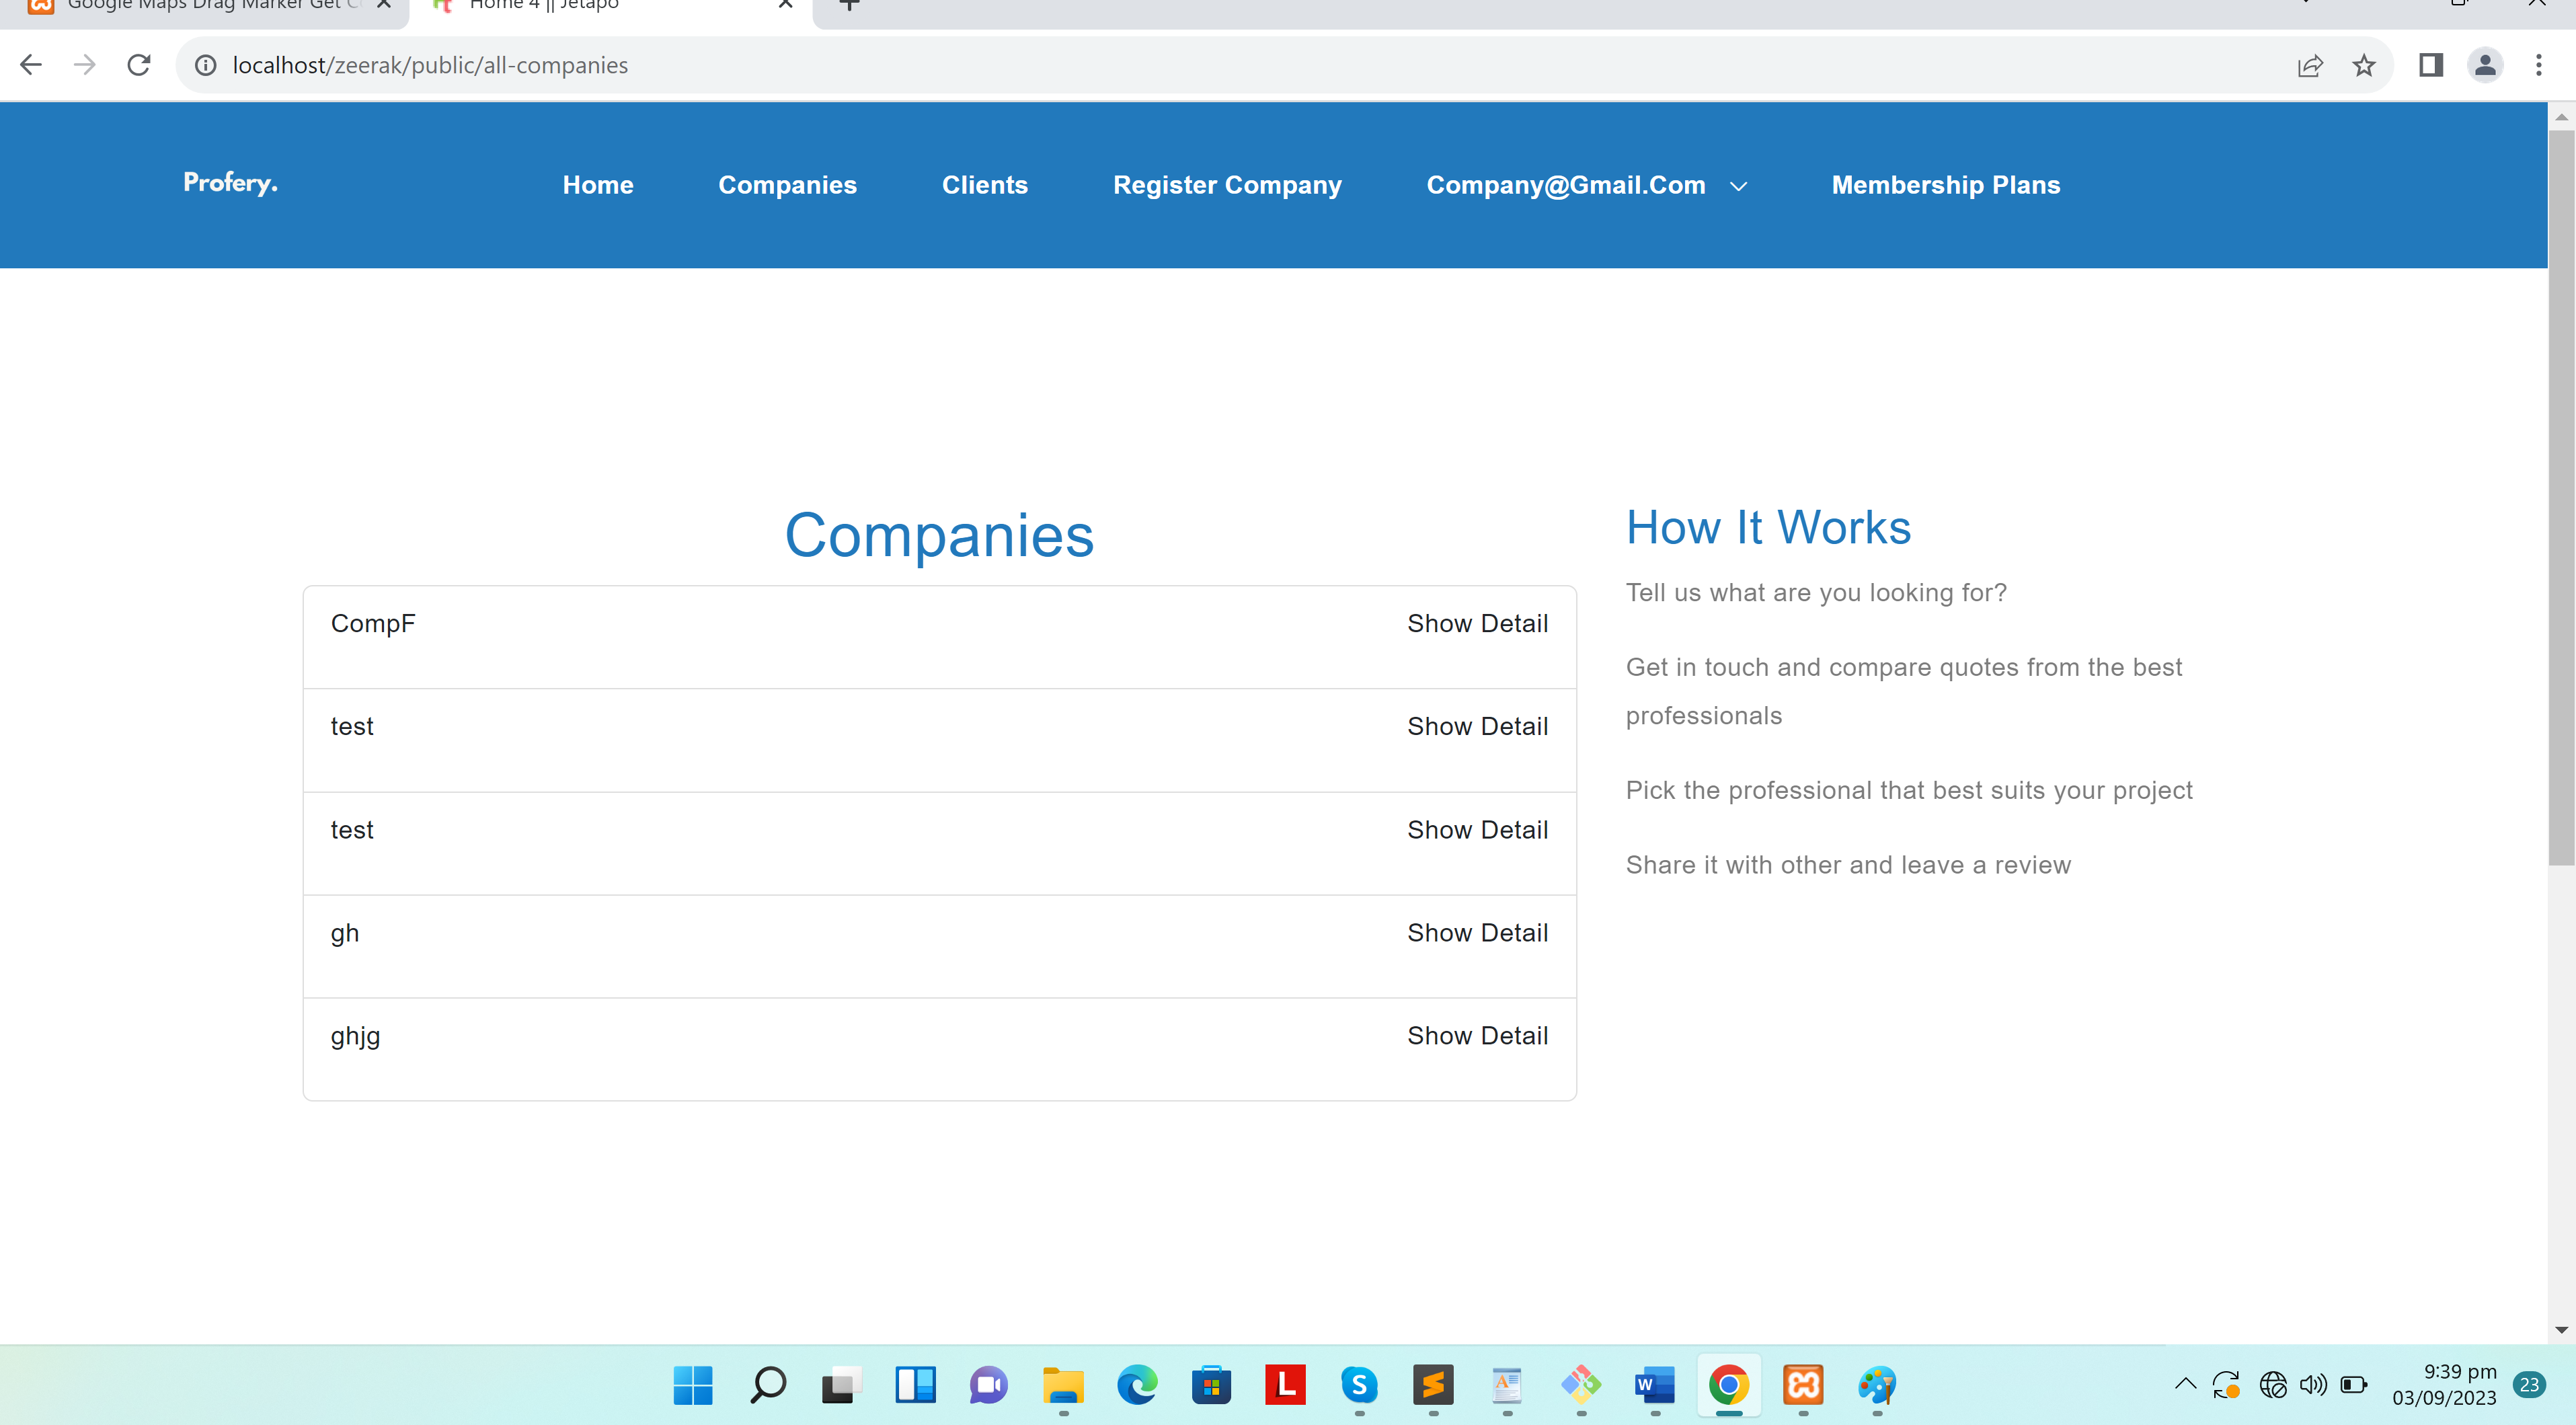 Google Maps Drag Marker Get C
Home 4 || Jetapo
localhost/zeerak/public/all-companies
Profery.
Home
Companies
Clients
Register Company
Company@Gmail.Com
Membership Plans
Companies
CompF Show Detail
test Show Detail
test Show Detail
gh Show Detail
ghjg Show Detail
How It Works
Tell us what are you looking for?
Get in touch and compare quotes from the best
professionals
Pick the professional that best suits your project
Share it with other and leave a review
9:39 pm
03/09/2023
23